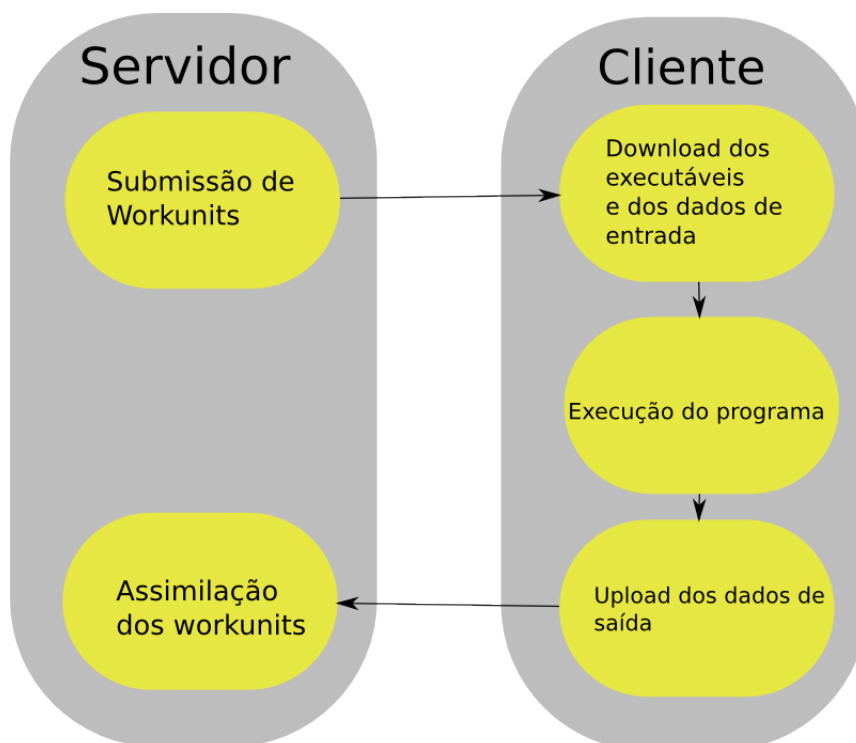 Servidor
Submissão de
Workunits
Assimilação
dos workunits
Cliente
Download dos
executáveis
e dos dados de
entrada
Execução do programa
Upload dos dados de
saída